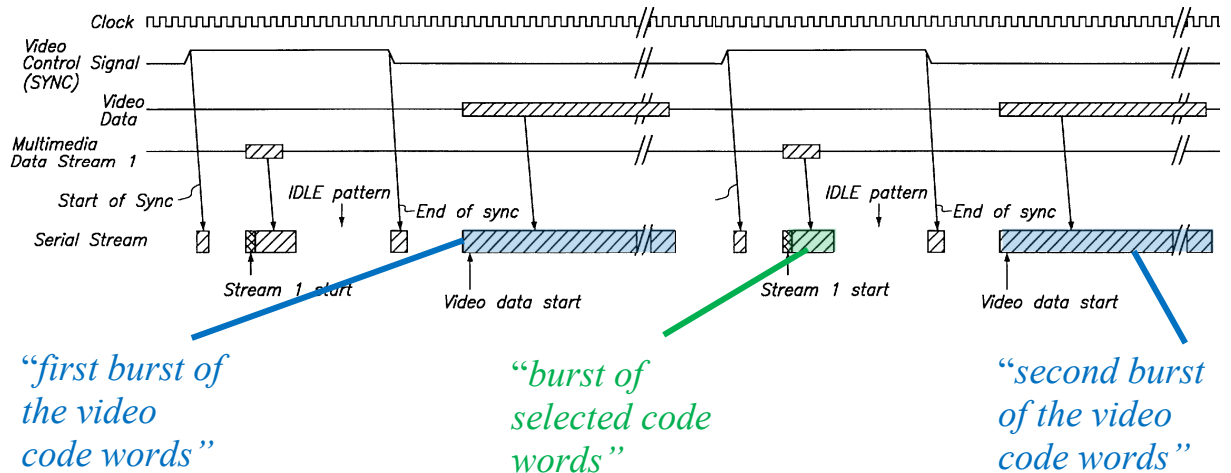 Clock
Video
Control Signal
(SYNC)
Video
Data
Multimedia
Data Stream 1
Start of Sync
IDLE pattern
End of sync
IDLE pattern
End of sync
Serial Stream
Stream 1 start
Video data start
Stream 1 start
Video data start
“first burst of
the video
code words”
“burst of
selected code
words”
“second burst
of the video
code words”